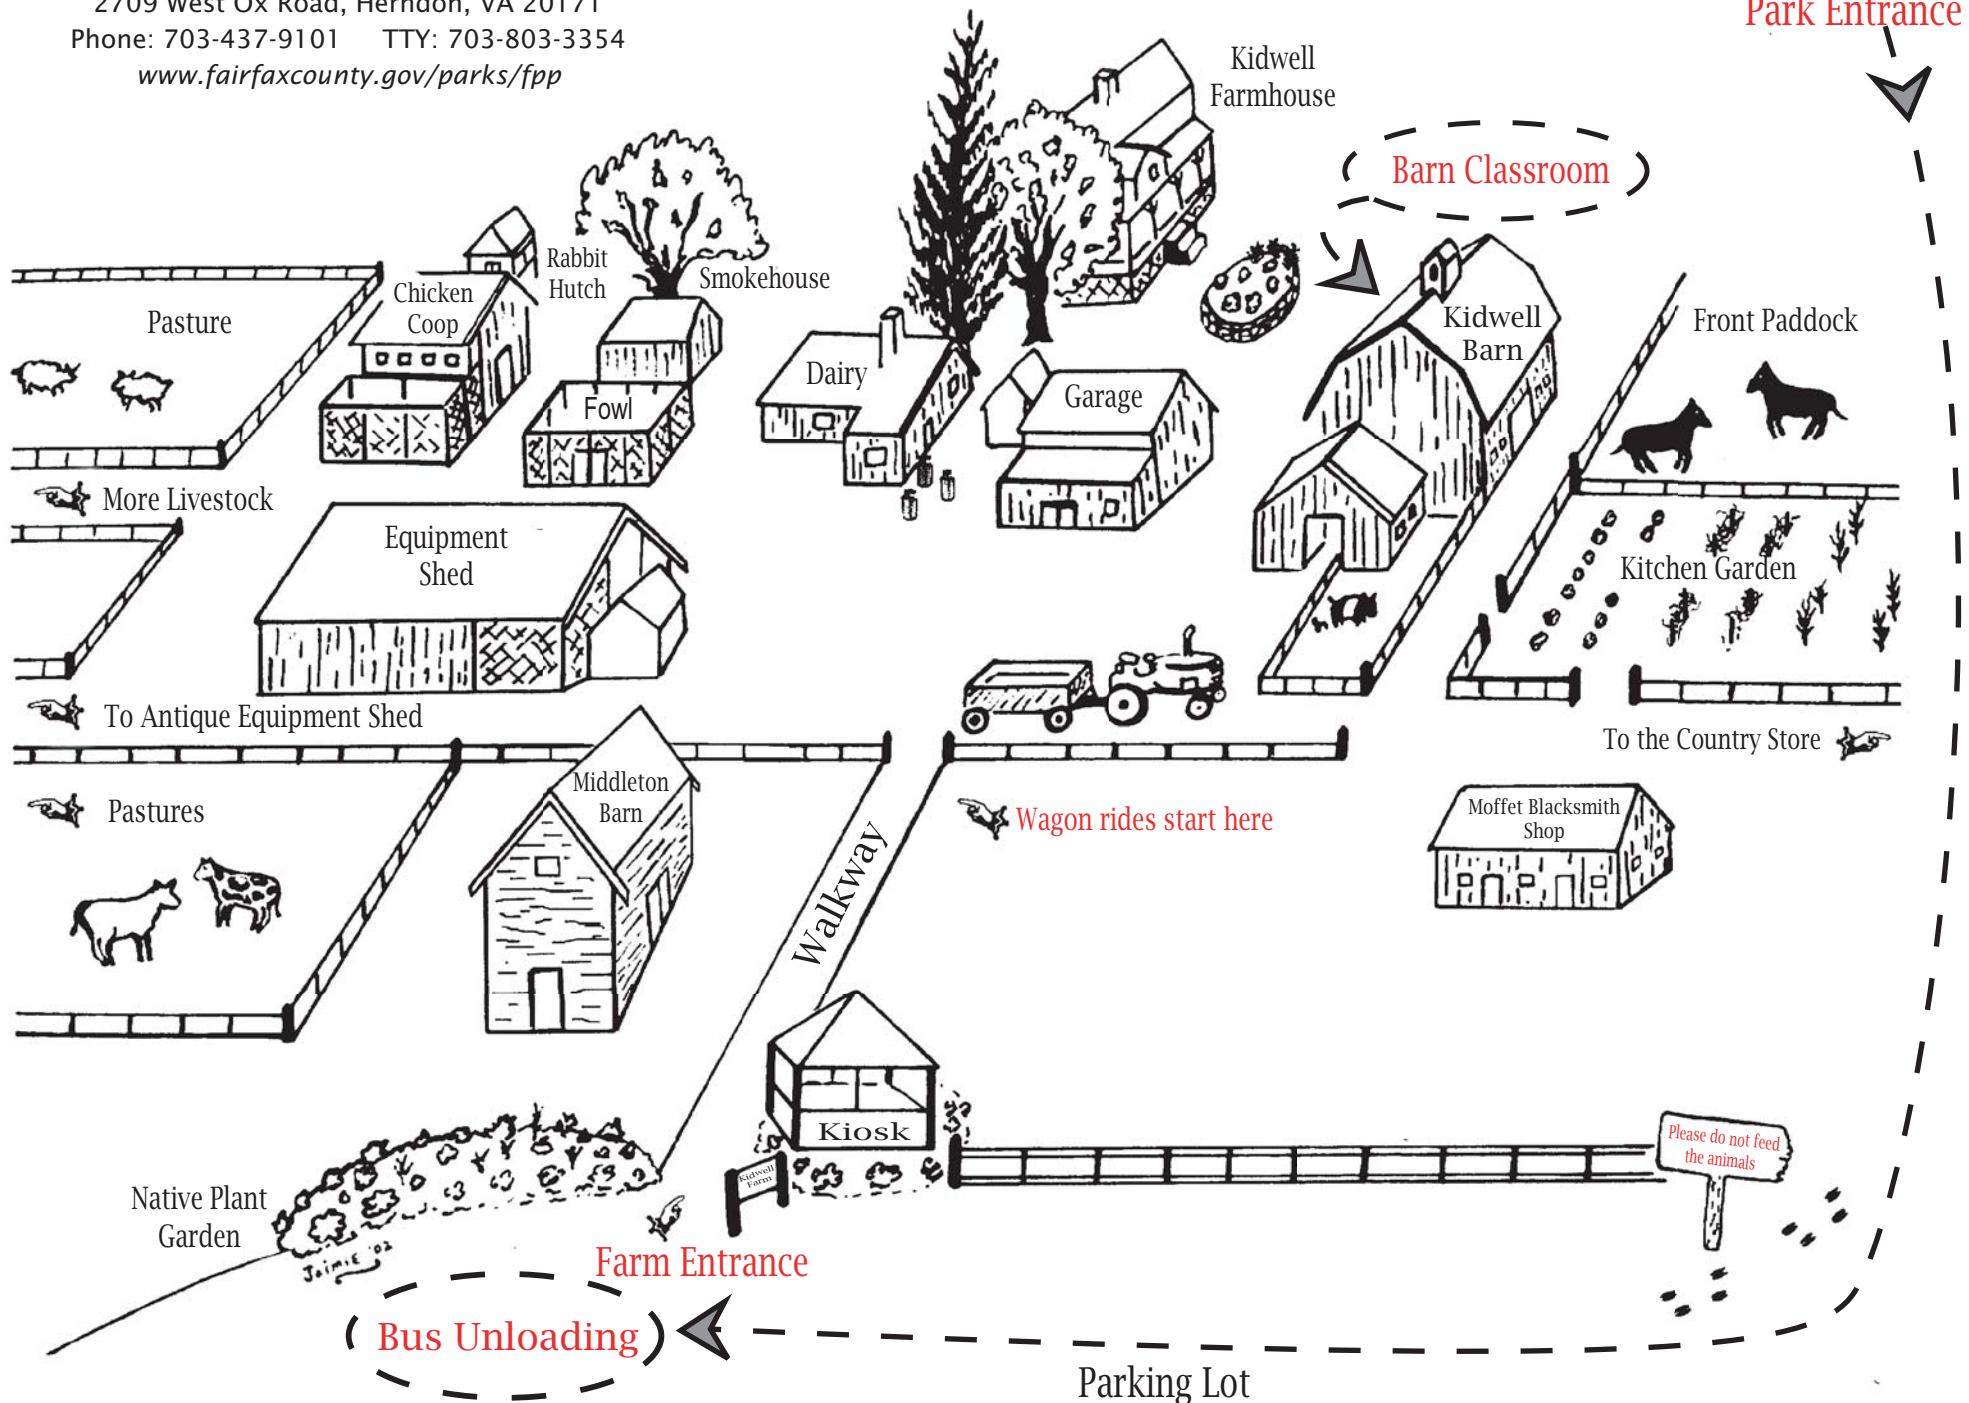 2709 West Ox Road, Herndon, VA 20171
Phone: 703-437-9101 TTY: 703-803-3354
www.fairfaxcounty.gov/parks/fpp
Park Entrance
Kidwell
Farmhouse
Barn Classroom
Rabbit
Hutch
Smokehouse
Chicken
Coop
Pasture
Kidwell
Barn
Front Paddock
Dairy
Garage
Fowl
More Livestock
Equipment
Shed
Kitchen Garden
To Antique Equipment Shed
To the Country Store
Middleton
Barn
Pastures
Wagon rides start here
Moffet Blacksmith
Shop
Walkway
Kiosk
Please do not feed
the animals
Kidwell
Farm
Native Plant
Garden
Jaimie '02
Farm Entrance
Bus Unloading
Parking Lot